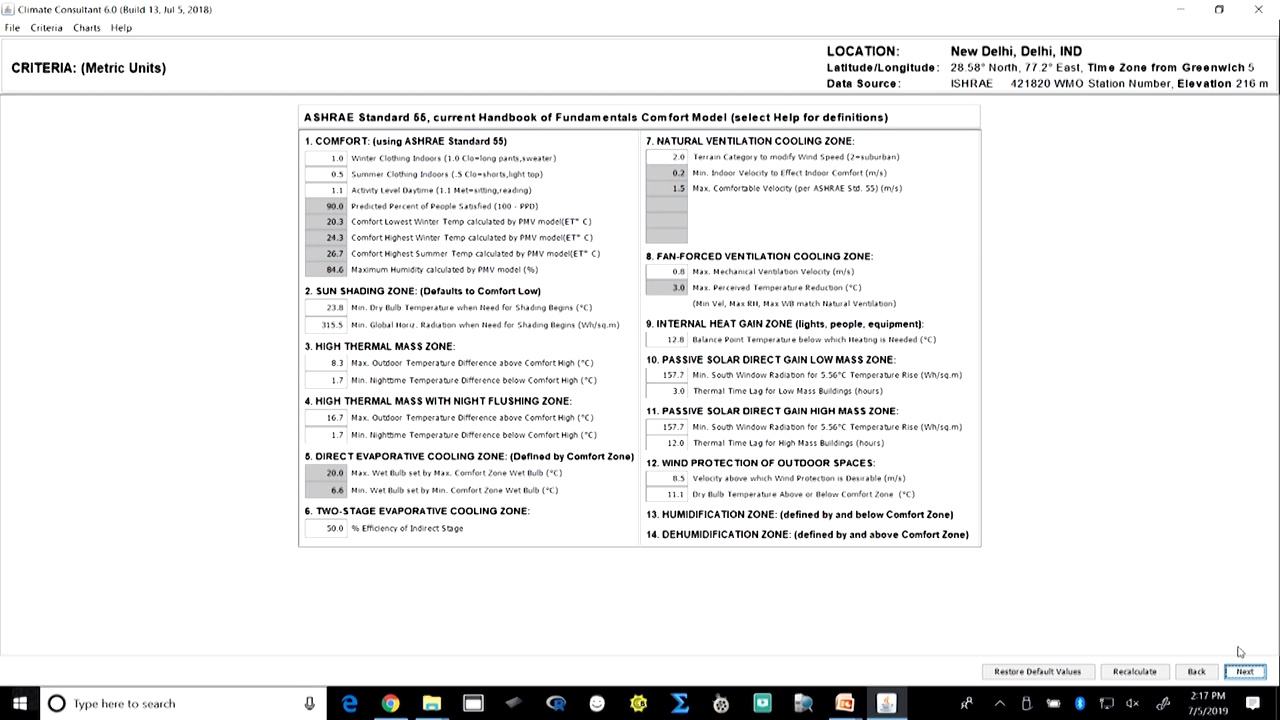 Climate Consultant 6.0 (Build 13, Jul 5, 2018)
File Criteria Charts Help
CRITERIA: (Metric Units)
LOCATION: New Delhi, Delhi, IND
Latitude/Longitude: 28.58° North, 77.2° East, Time Zone from Greenwich 5
Data Source: ISHRAE 421820 WMO Station Number, Elevation 216 m
ASHRAE Standard 55, current Handbook of Fundamentals Comfort Model (select Help for definitions)
1. COMFORT: (using ASHRAE Standard 55)
1.0 Winter Clothing Indoors (1.0 Clo=long pants,sweater)
0.5 Summer Clothing Indoors (.5 Clo=shorts,light top)
1.1 Activity Level Daytime (1.1 Met=sitting,reading)
90.0 Predicted Percent of People Satisfied (100 - PPD)
20.3 Comfort Lowest Winter Temp calculated by PMV model(ET* C)
24.3 Comfort Highest Winter Temp calculated by PMV model(ET* C)
26.7 Comfort Highest Summer Temp calculated by PMV model(ET* C)
84.6 Maximum Humidity calculated by PMV model (%)
2. SUN SHADING ZONE: (Defaults to Comfort Low)
23.8 Min. Dry Bulb Temperature when Need for Shading Begins (°C)
315.5 Min. Global Horiz. Radiation when Need for Shading Begins (Wh/sq.m)
3. HIGH THERMAL MASS ZONE:
8.3 Max. Outdoor Temperature Difference above Comfort High (°C)
1.7 Min. Nighttime Temperature Difference below Comfort High (°C)
4. HIGH THERMAL MASS WITH NIGHT FLUSHING ZONE:
16.7 Max. Outdoor Temperature Difference above Comfort High (°C)
1.7 Min. Nighttime Temperature Difference below Comfort High (°C)
5. DIRECT EVAPORATIVE COOLING ZONE: (Defined by Comfort Zone)
20.0 Max. Wet Bulb set by Max. Comfort Zone Wet Bulb (°C)
6.6 Min. Wet Bulb set by Min. Comfort Zone Wet Bulb (°C)
6. TWO-STAGE EVAPORATIVE COOLING ZONE:
50.0 % Efficiency of Indirect Stage
7. NATURAL VENTILATION COOLING ZONE:
2.0 Terrain Category to modify Wind Speed (2=suburban)
0.2 Min. Indoor Velocity to Effect Indoor Comfort (m/s)
1.5 Max. Comfortable Velocity (per ASHRAE Std. 55) (m/s)
8. FAN-FORCED VENTILATION COOLING ZONE:
0.8 Max. Mechanical Ventilation Velocity (m/s)
3.0 Max. Perceived Temperature Reduction (°C)
(Min Vel, Max RH, Max WB match Natural Ventilation)
9. INTERNAL HEAT GAIN ZONE (lights, people, equipment):
12.8 Balance Point Temperature below which Heating is Needed (°C)
10. PASSIVE SOLAR DIRECT GAIN LOW MASS ZONE:
157.7 Min. South Window Radiation for 5.56°C Temperature Rise (Wh/sq.m)
3.0 Thermal Time Lag for Low Mass Buildings (hours)
11. PASSIVE SOLAR DIRECT GAIN HIGH MASS ZONE:
157.7 Min. South Window Radiation for 5.56°C Temperature Rise (Wh/sq.m)
12.0 Thermal Time Lag for High Mass Buildings (hours)
12. WIND PROTECTION OF OUTDOOR SPACES:
8.5 Velocity above which Wind Protection is Desirable (m/s)
11.1 Dry Bulb Temperature Above or Below Comfort Zone (°C)
13. HUMIDIFICATION ZONE: (defined by and below Comfort Zone)
14. DEHUMIDIFICATION ZONE: (defined by and above Comfort Zone)
Restore Default Values Recalculate Back Next
Type here to search
2:17 PM
7/5/2019